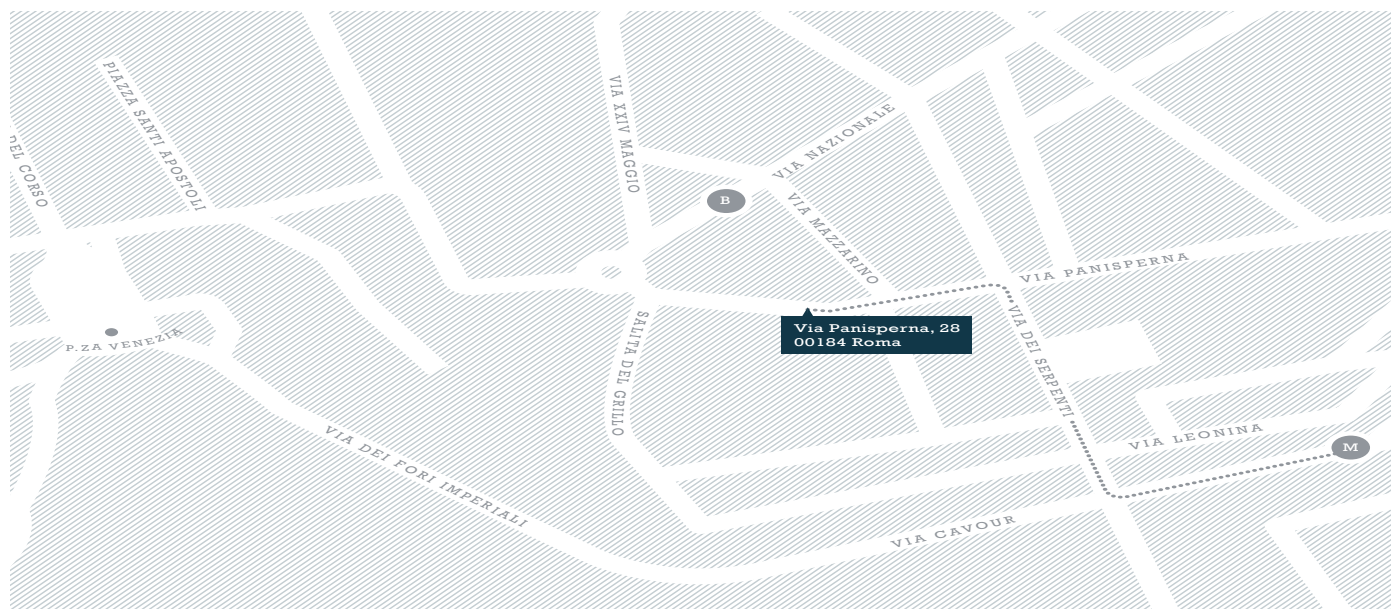 PIAZZA SANTI APOSTOLI
DEL CORSO
VIA XXIV MAGGIO
VIA NAZIONALE
B
VIA MAZZARINO
VIA PANISPERNA
Via Panisperna, 28
00184 Roma
P.ZA VENEZIA
SALITA DEL GRILLO
VIA DEI SERPENTI
VIA DEI FORI IMPERIALI
VIA LEONINA
M
VIA CAVOUR